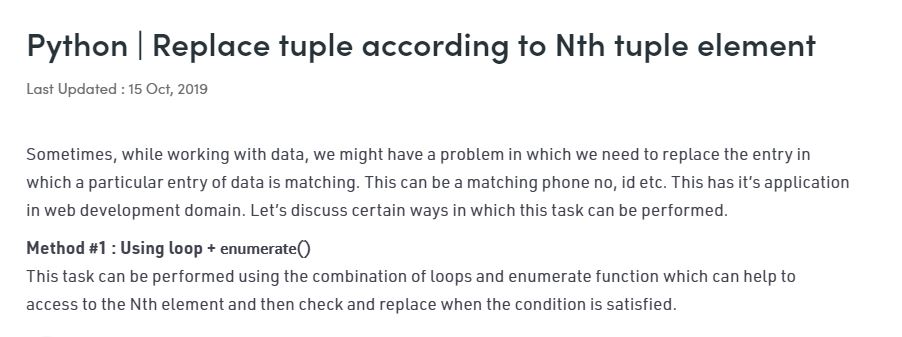 Python | Replace tuple according to Nth tuple element
Last Updated : 15 Oct, 2019
Sometimes, while working with data, we might have a problem in which we need to replace the entry in
which a particular entry of data is matching. This can be a matching phone no, id etc. This has it's application
in web development domain. Let's discuss certain ways in which this task can be performed.
Method #1 : Using loop + enumerate()
This task can be performed using the combination of loops and enumerate function which can help to
access to the Nth element and then check and replace when the condition is satisfied.